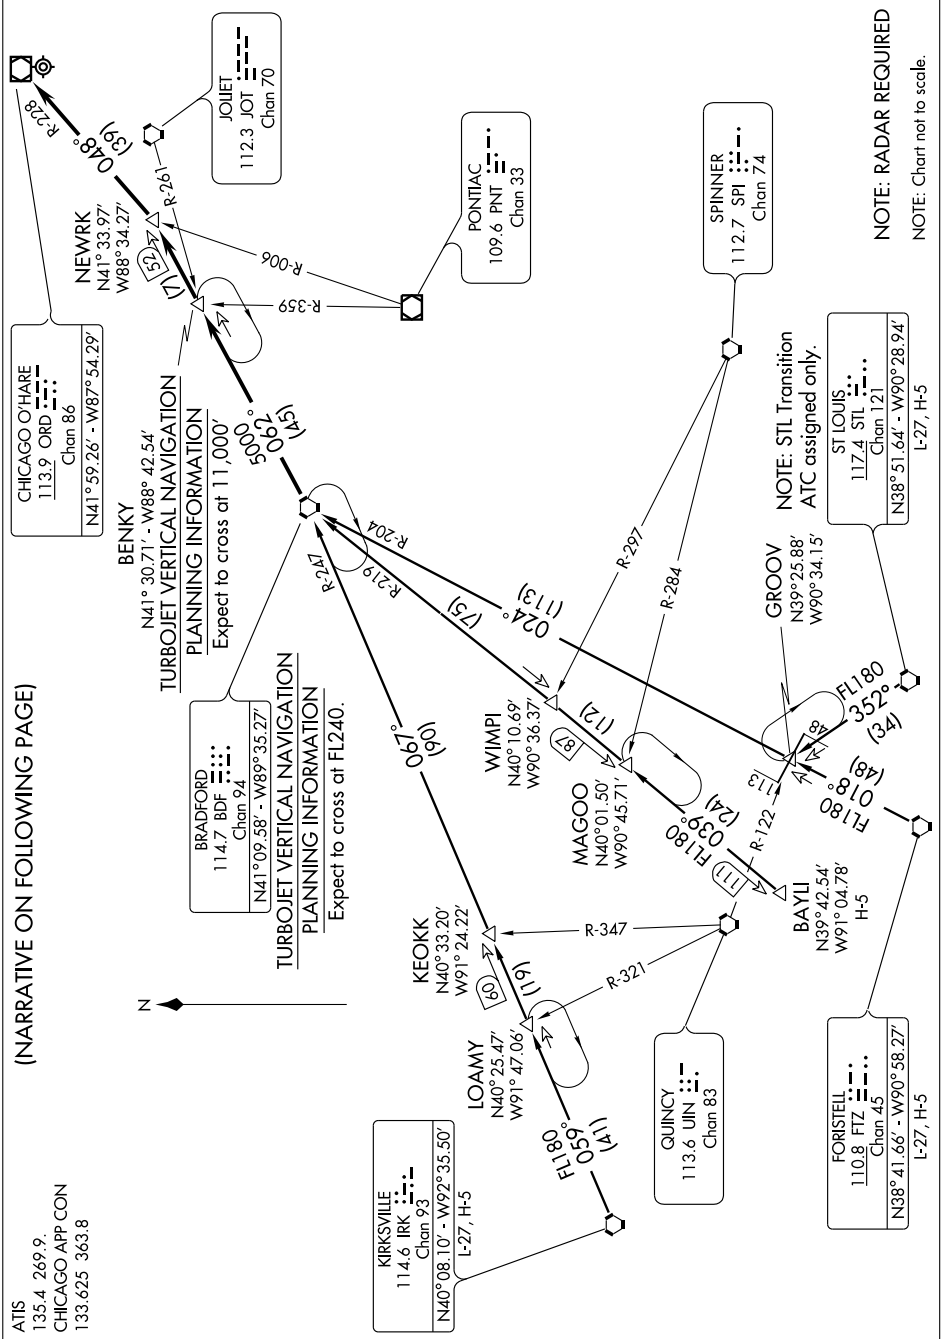 (NARRATIVE ON FOLLOWING PAGE)
ATIS
135.4 269.9.
CHICAGO APP CON
133.625 363.8
CHICAGO O'HARE
113.9 ORD
Chan 86
N41°59.26' - W87°54.29'
R-228
048°
(39)
JOLIET
112.3 JOT
Chan 70
R-261
NEWRK
N41°33.97'
W88°34.27'
52
(7)
PONTIAC
109.6 PNT
Chan 33
R-006
R-359
BENKY
N41°30.71' - W88°42.54'
TURBOJET VERTICAL NAVIGATION
PLANNING INFORMATION
Expect to cross at 11,000'
5000
062°
(45)
BRADFORD
114.7 BDF
Chan 94
N41°09.58' - W89°35.27'
TURBOJET VERTICAL NAVIGATION
PLANNING INFORMATION
Expect to cross at FL240.
R-247
R-219
R-204
067°
(90)
(75)
024°
(113)
SPINNER
112.7 SPI
Chan 74
R-297
R-284
WIMPI
N40°10.69'
W90°36.37'
87
(12)
MAGOO
N40°01.50'
W90°45.71'
FL180
039°
(24)
111
BAYLI
N39°42.54'
W91°04.78'
H-5
KEOKK
N40°33.20'
W91°24.22'
60
(19)
LOAMY
N40°25.47'
W91°47.06'
FL180
059°
(41)
KIRKSVILLE
114.6 IRK
Chan 93
N40°08.10' - W92°35.50'
L-27, H-5
R-347
R-321
R-122
QUINCY
113.6 UIN
Chan 83
GROOV
N39°25.88'
W90°34.15'
113
48
FL180
352°
(34)
FL180
018°
(48)
NOTE: STL Transition
ATC assigned only.
ST LOUIS
117.4 STL
Chan 121
N38°51.64' - W90°28.94'
L-27, H-5
FORISTELL
110.8 FTZ
Chan 45
N38°41.66' - W90°58.27'
L-27, H-5
N
NOTE: RADAR REQUIRED
NOTE: Chart not to scale.